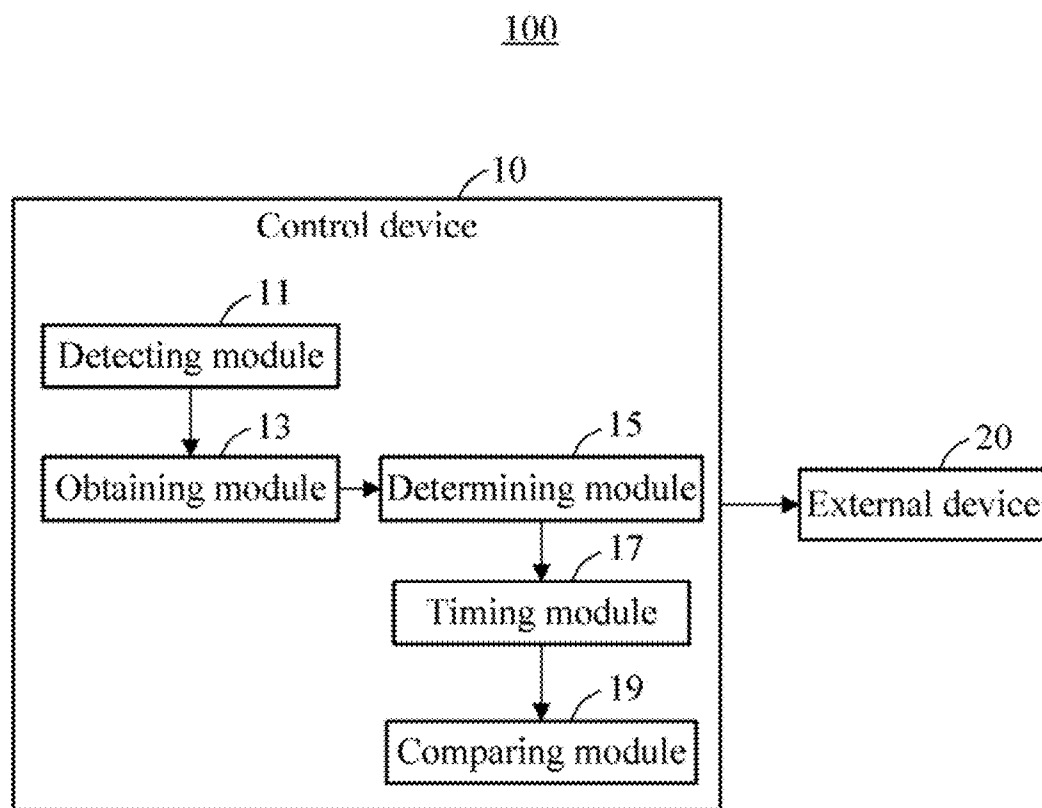 100
10
Control device
11
Detecting module
13
Obtaining module
15
Determining module
20
External device
17
Timing module
19
Comparing module